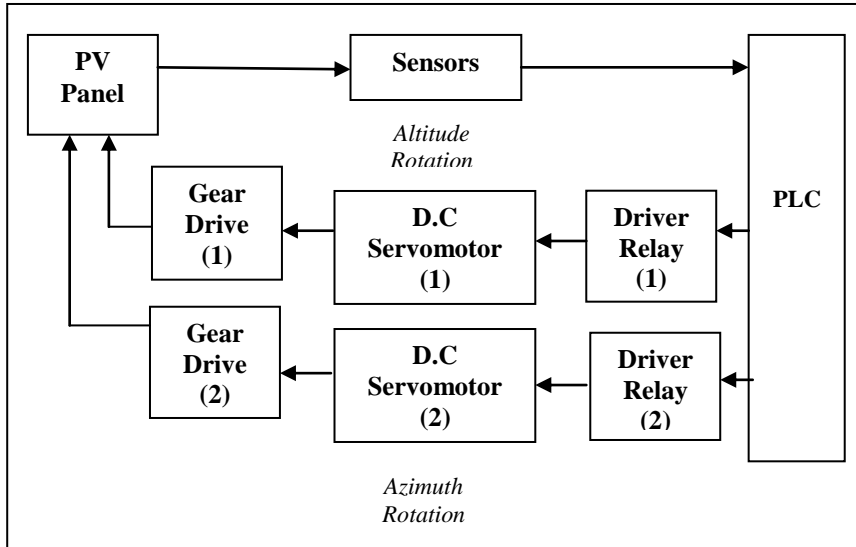 PV
Panel
Sensors
Altitude
Rotation
PLC
Gear
Drive
(1)
D.C
Servomotor
(1)
Driver
Relay
(1)
Gear
Drive
(2)
D.C
Servomotor
(2)
Driver
Relay
(2)
Azimuth
Rotation